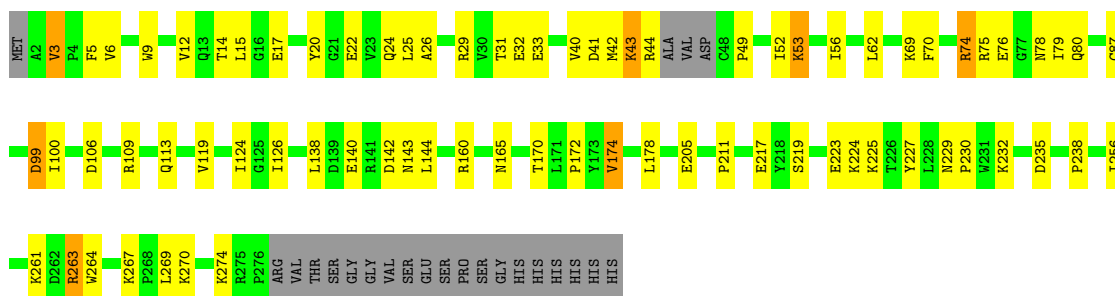 MET A2 V3 P4 F5 V6 W9 V12 Q13 T14 L15 G16 E17 Y20 G21 E22 V23 Q24 L25 A26 R29 V30 T31 E32 E33 V40 D41 M42 K43 R44 ALA VAL ASP C48 P49 I52 K53 I56 L62 K69 F70 R74 R75 E76 G77 N78 I79 Q80
D99 I100 D106 R109 Q113 V119 I124 G125 I126 L138 D139 E140 R141 D142 N143 L144 R160 N165 T170 L171 P172 Y173 V174 L178 E205 P211 E217 Y218 S219 E223 K224 K225 T226 Y227 L228 N229 P230 W231 K232 D235 P238
K261 D262 R263 W264 K267 P268 L269 K270 K274 R275 P276 ARG VAL THR SER GLY GLY VAL SER GLU SER PRO SER GLY HIS HIS HIS HIS HIS HIS